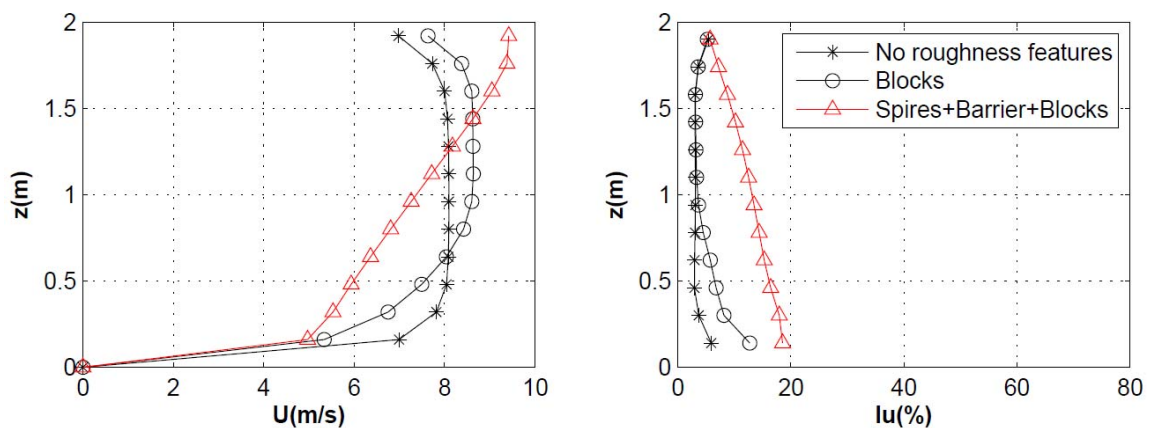 2
1.5
1
0.5
0
0 2 4 6 8 10
z(m)
U(m/s)
2
1.5
1
0.5
0
0 20 40 60 80
z(m)
Iu(%)
No roughness features
Blocks
Spires+Barrier+Blocks